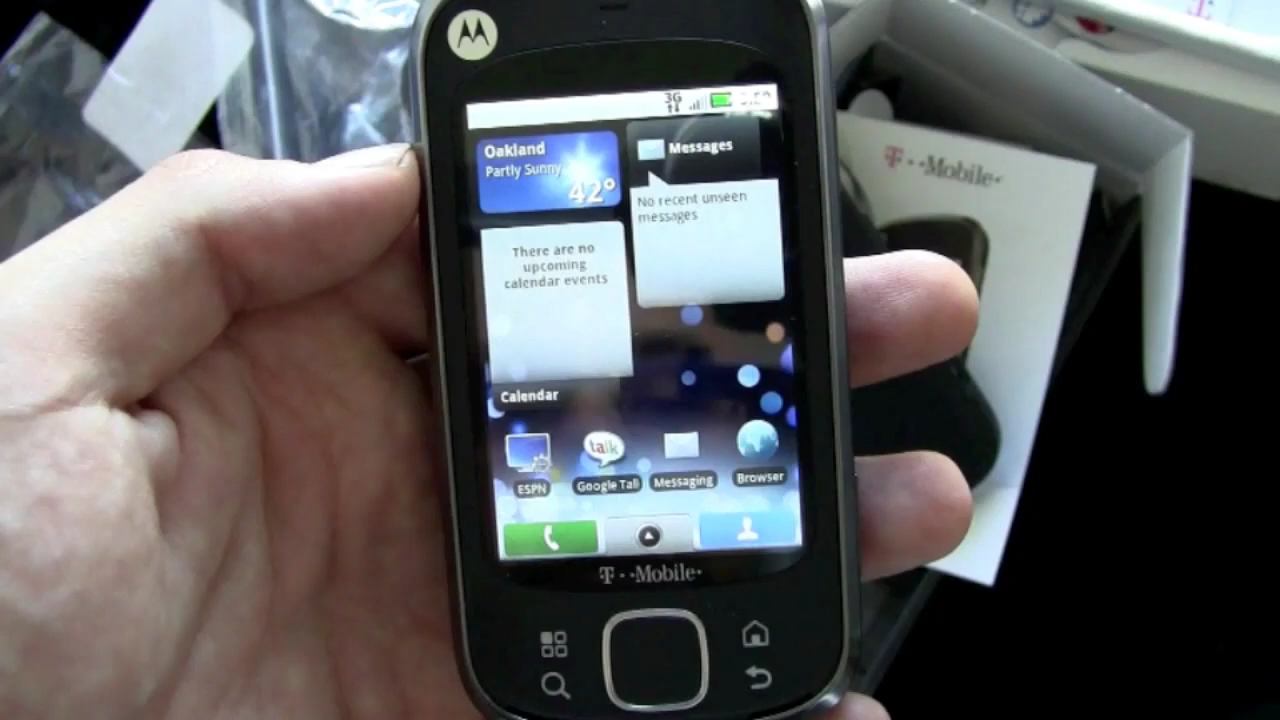 3G
Oakland
Partly Sunny
42°
Messages
No recent unseen
messages
There are no
upcoming
calendar events
Calendar
talk
ESPN
Google Tal
Messaging
Browser
T··Mobile·
T··Mobile·